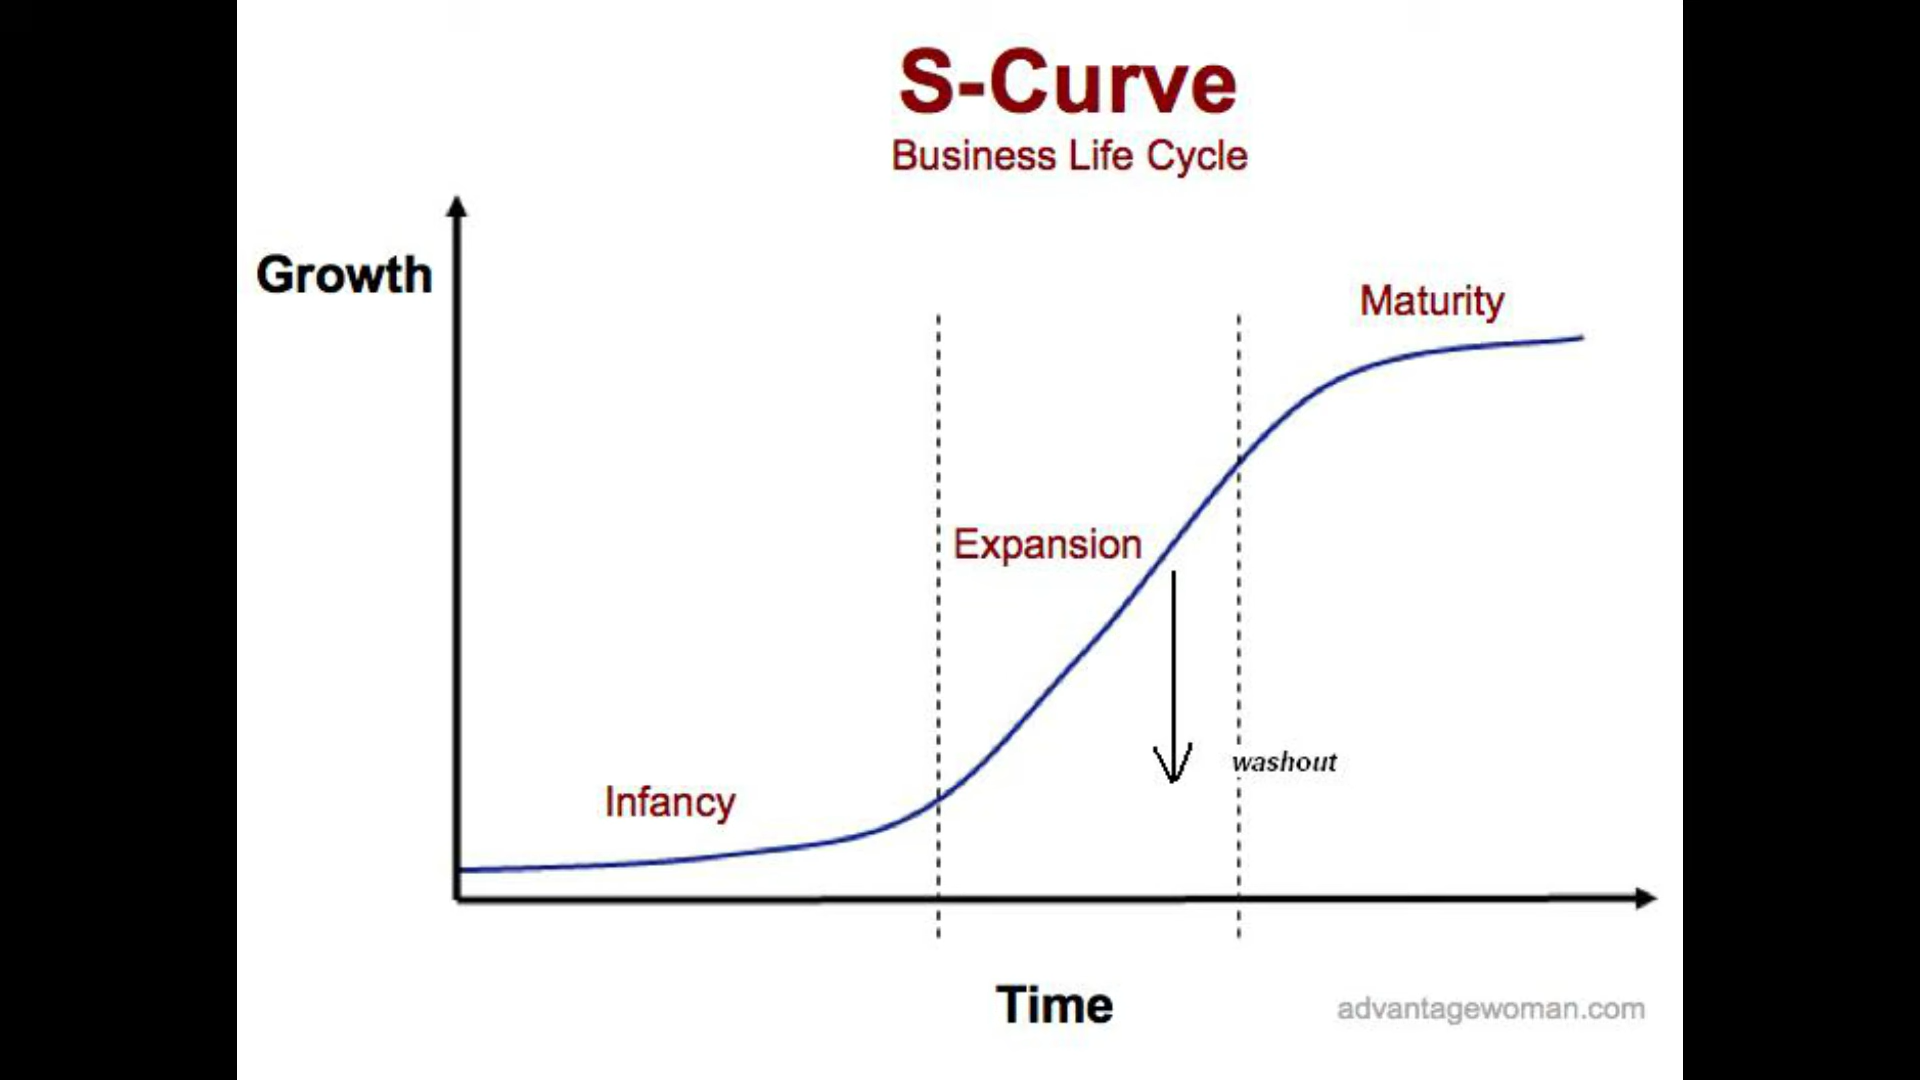 S-Curve
Business Life Cycle
Growth
Maturity
Expansion
washout
Infancy
Time
advantagewoman.com